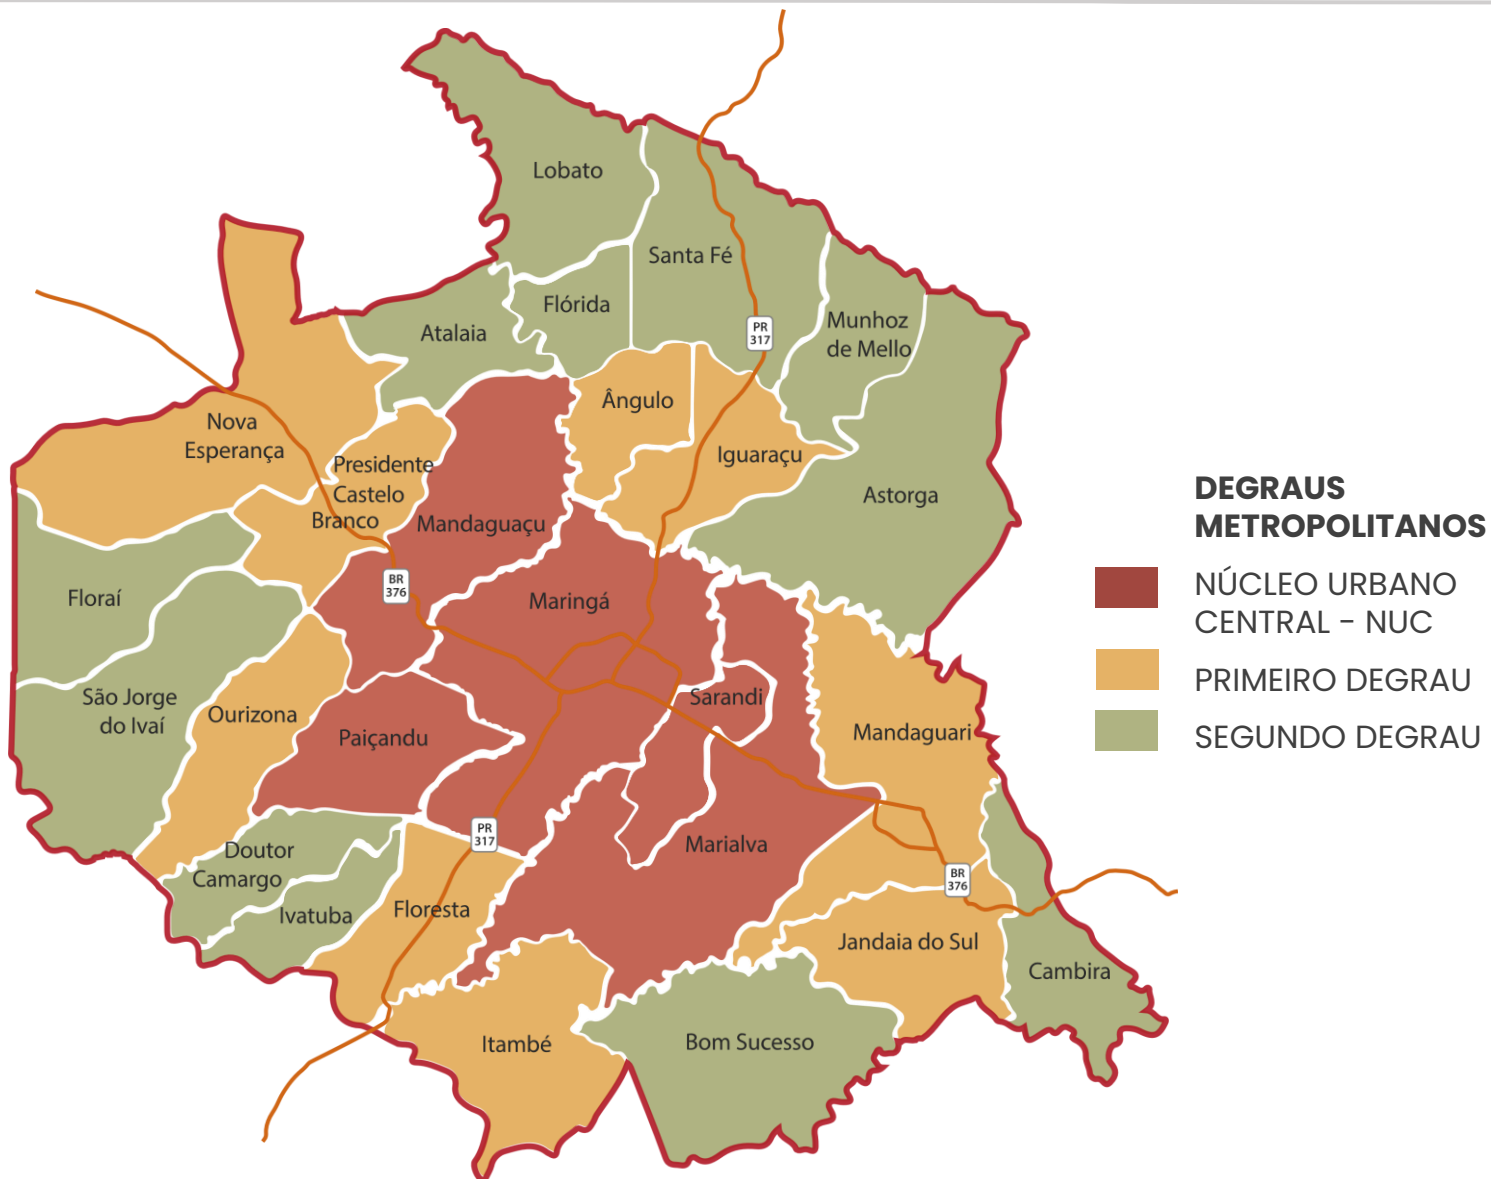 Lobato
Santa Fé
Flórida
Atalaia
Munhoz
de Mello
PR
317
Ângulo
Nova
Esperança
Iguaraçu
Presidente
Castelo
Branco
Mandaguaçu
Astorga
BR
376
Floraí
Maringá
São Jorge
do Ivaí
Ourizona
Sarandi
Paiçandu
Mandaguari
PR
317
Marialva
Doutor
Camargo
BR
376
Ivatuba
Floresta
Jandaia do Sul
Cambira
Itambé
Bom Sucesso
DEGRAUS
METROPOLITANOS
NÚCLEO URBANO
CENTRAL - NUC
PRIMEIRO DEGRAU
SEGUNDO DEGRAU